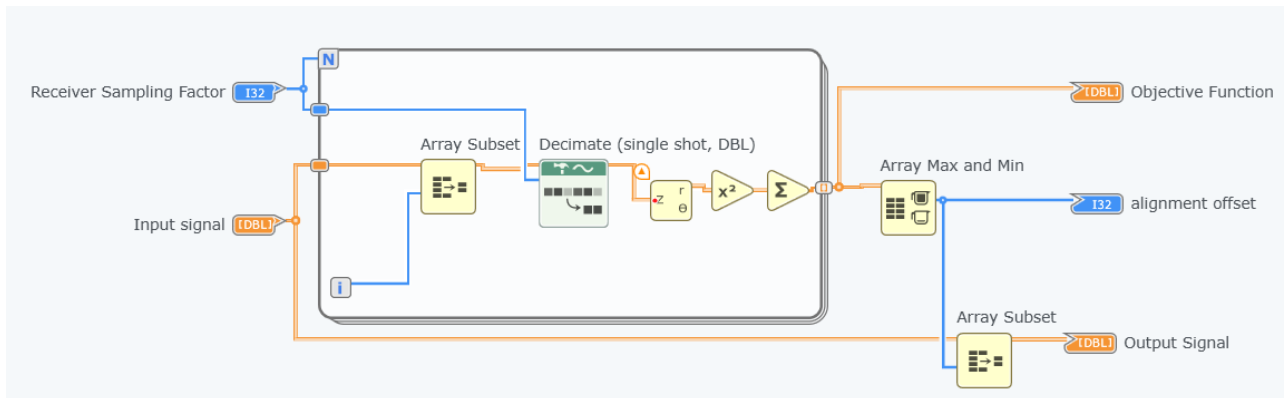 N
Receiver Sampling Factor I32
[DBL] Objective Function
Array Subset
Decimate (single shot, DBL)
Array Max and Min
z r θ
x²
Σ
I32 alignment offset
Input signal [DBL]
i
Array Subset
[DBL] Output Signal